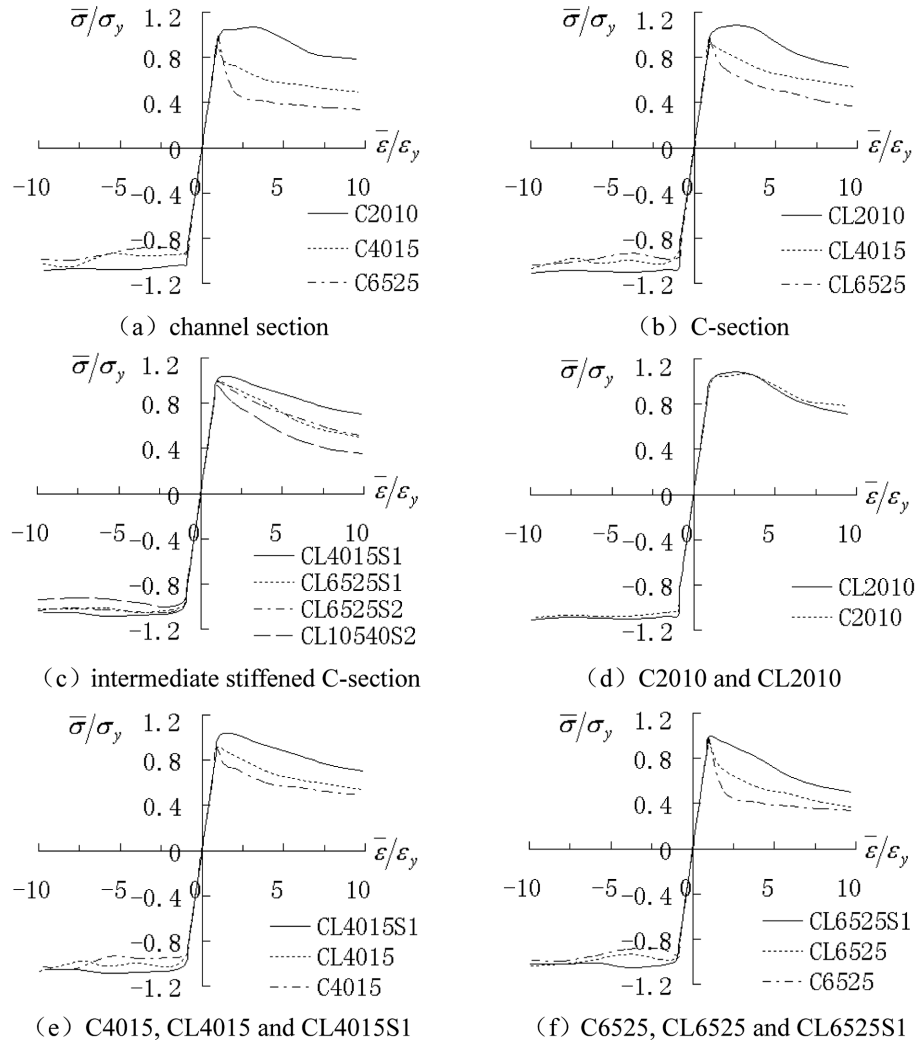 σ̅/σy
1.2
0.8
0.4
0
ε̅/εy
-10
-5
0
5
10
-0.4
-0.8
-1.2
C2010
C4015
C6525
（a）channel section
σ̅/σy
1.2
0.8
0.4
0
ε̅/εy
-10
-5
0
5
10
-0.4
-0.8
-1.2
CL2010
CL4015
CL6525
（b）C-section
σ̅/σy
1.2
0.8
0.4
0
ε̅/εy
-10
-5
0
5
10
-0.4
-0.8
-1.2
CL4015S1
CL6525S1
CL6525S2
CL10540S2
（c）intermediate stiffened C-section
σ̅/σy
1.2
0.8
0.4
0
ε̅/εy
-10
-5
0
5
10
-0.4
-0.8
-1.2
CL2010
C2010
（d）C2010 and CL2010
σ̅/σy
1.2
0.8
0.4
0
ε̅/εy
-10
-5
0
5
10
-0.4
-0.8
-1.2
CL4015S1
CL4015
C4015
（e）C4015, CL4015 and CL4015S1
σ̅/σy
1.2
0.8
0.4
0
ε̅/εy
-10
-5
0
5
10
-0.4
-0.8
-1.2
CL6525S1
CL6525
C6525
（f）C6525, CL6525 and CL6525S1